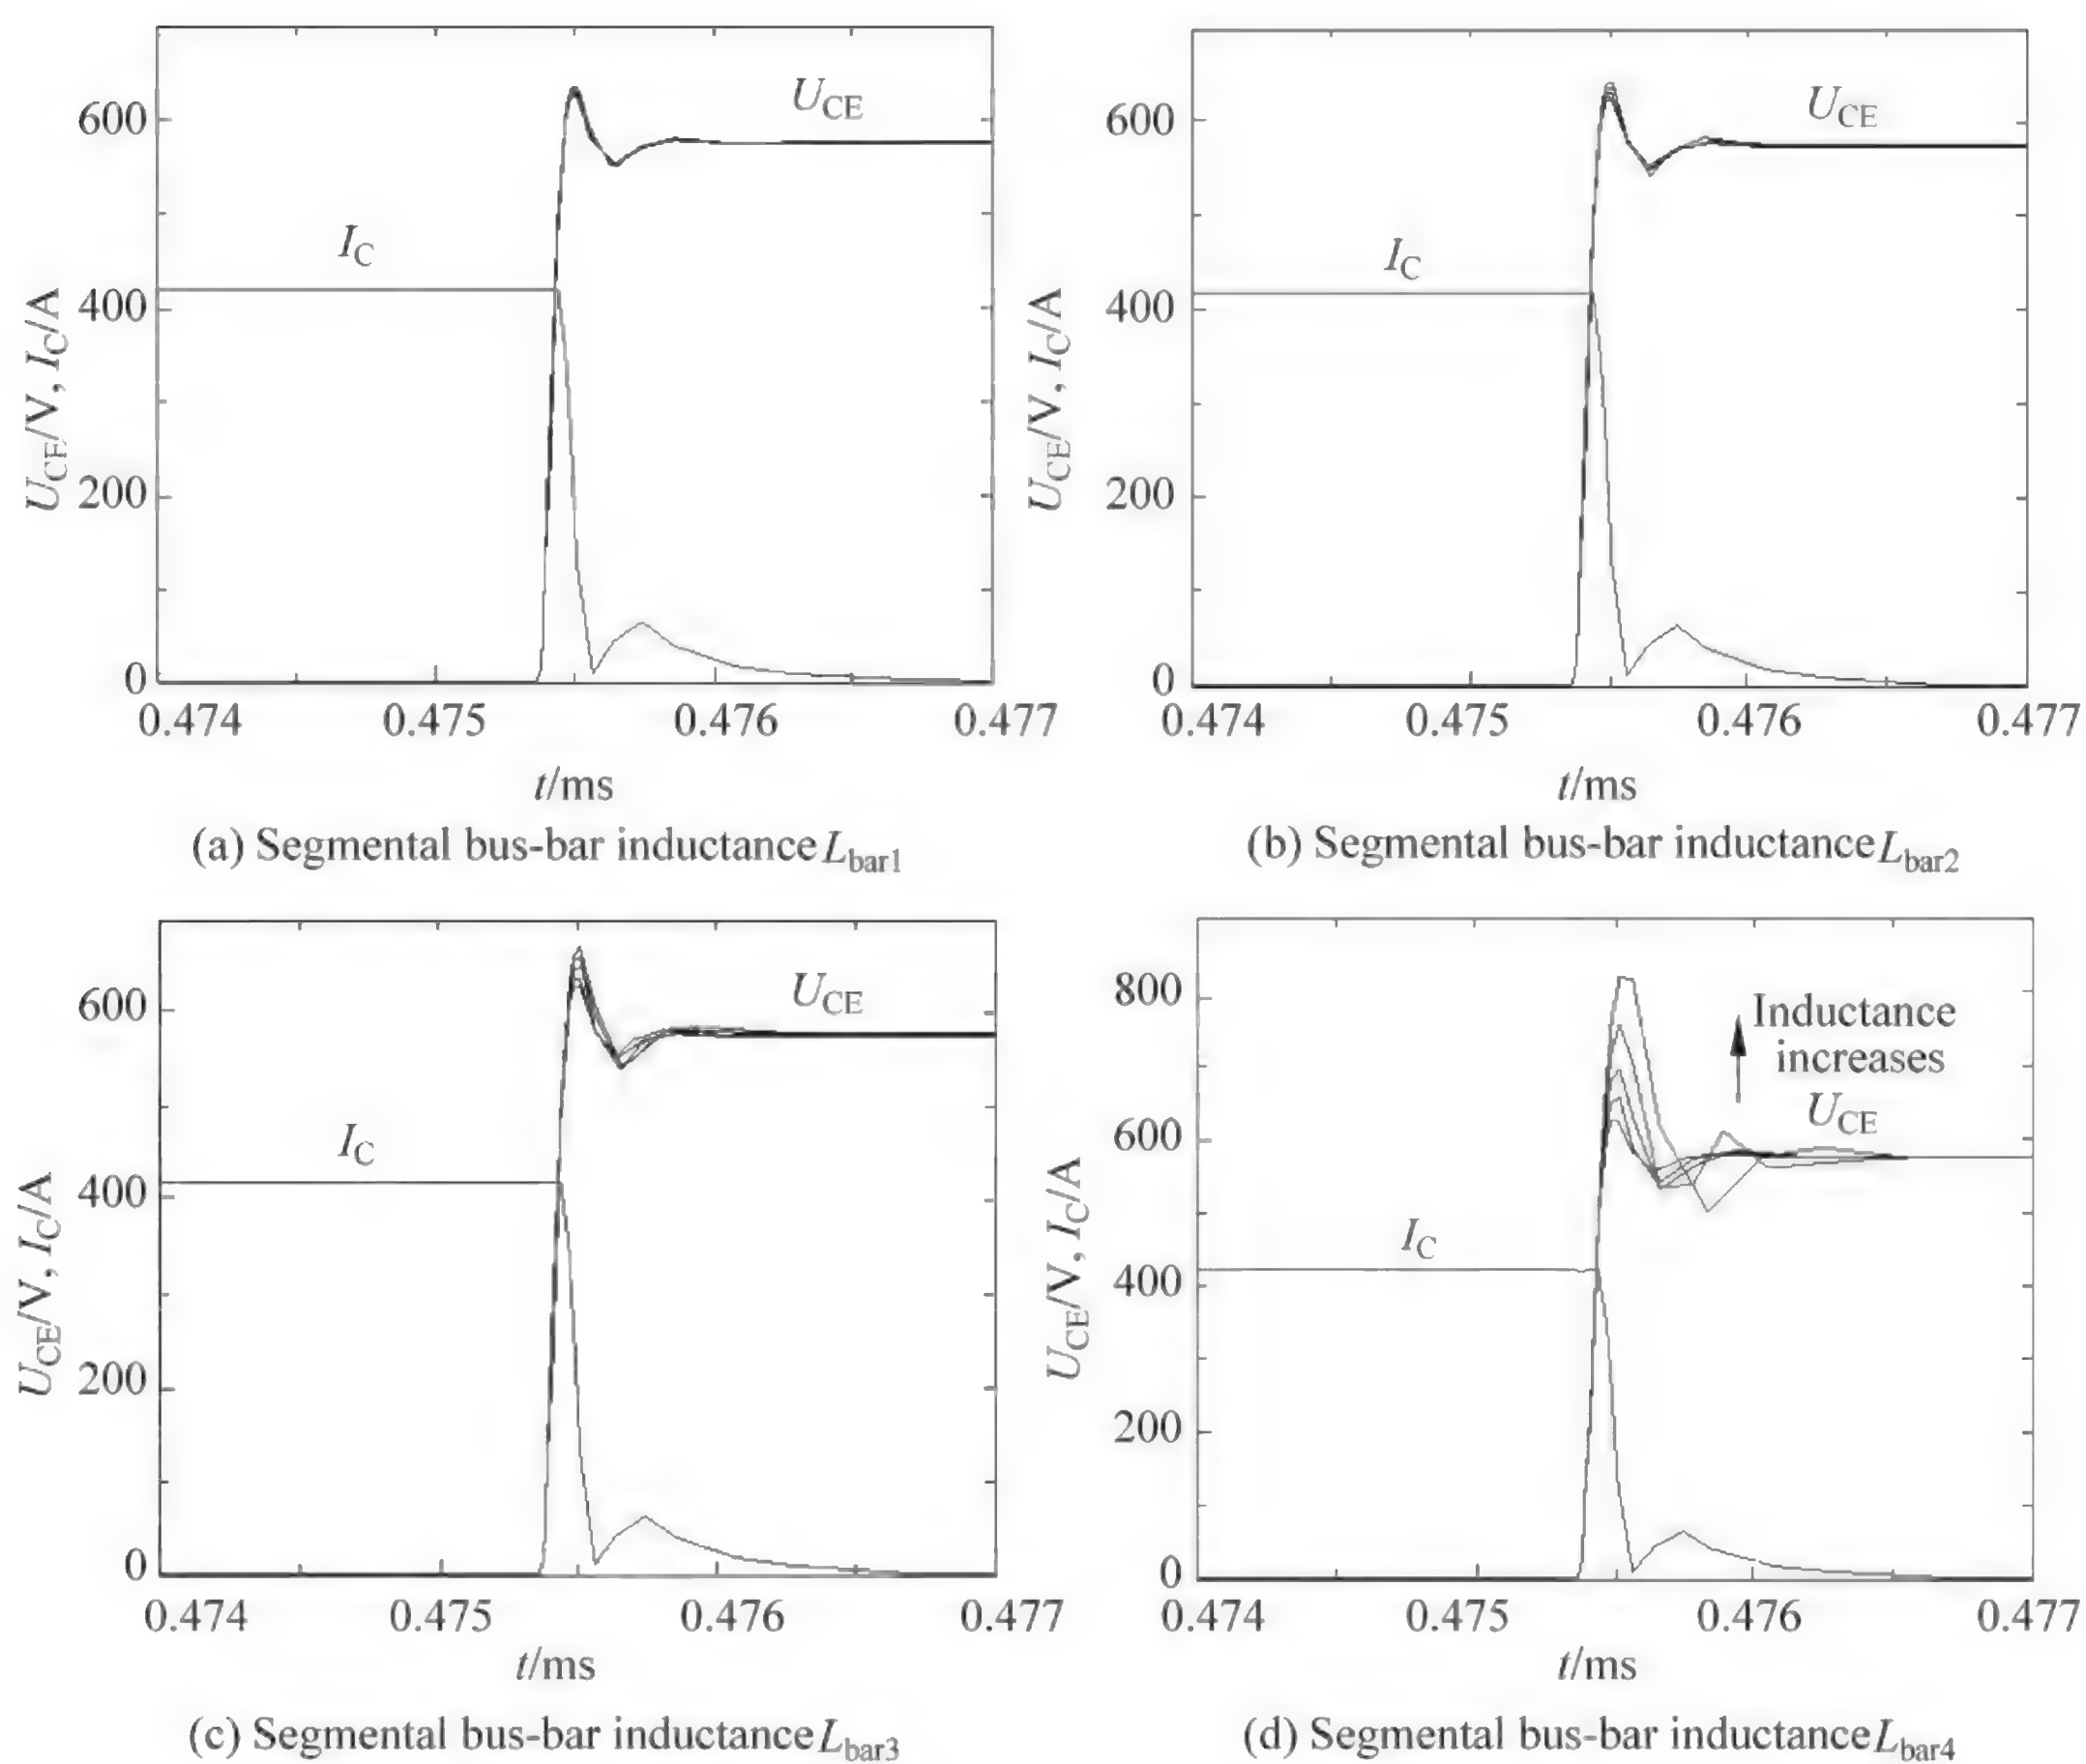 600
400
200
0
U_CE/V, I_C/A
U_CE
I_C
0.474 0.475 0.476 0.477
t/ms
(a) Segmental bus-bar inductance L_bar1
600
400
200
0
U_CE/V, I_C/A
U_CE
I_C
0.474 0.475 0.476 0.477
t/ms
(b) Segmental bus-bar inductance L_bar2
600
400
200
0
U_CE/V, I_C/A
U_CE
I_C
0.474 0.475 0.476 0.477
t/ms
(c) Segmental bus-bar inductance L_bar3
800
600
400
200
0
U_CE/V, I_C/A
Inductance
increases
U_CE
I_C
0.474 0.475 0.476 0.477
t/ms
(d) Segmental bus-bar inductance L_bar4